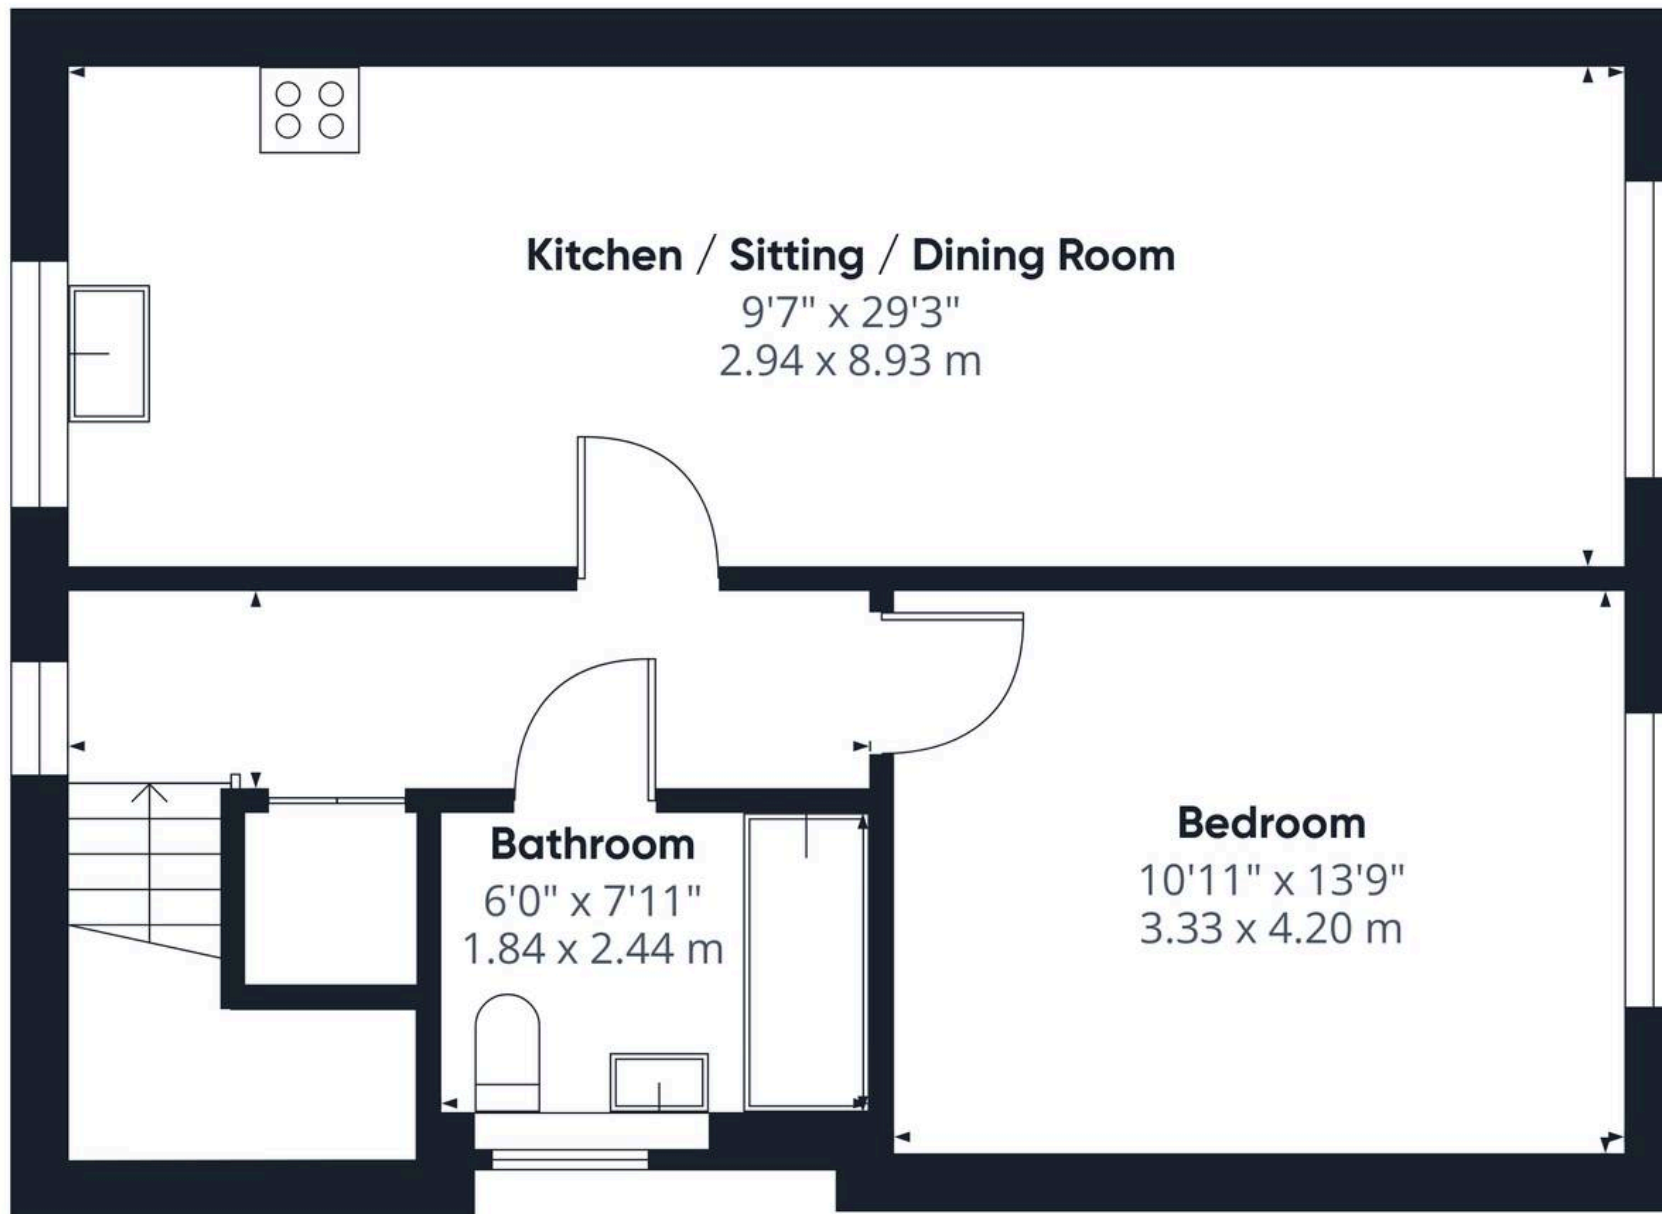 Kitchen / Sitting / Dining Room
9'7" x 29'3"
2.94 x 8.93 m
Bathroom
6'0" x 7'11"
1.84 x 2.44 m
Bedroom
10'11" x 13'9"
3.33 x 4.20 m